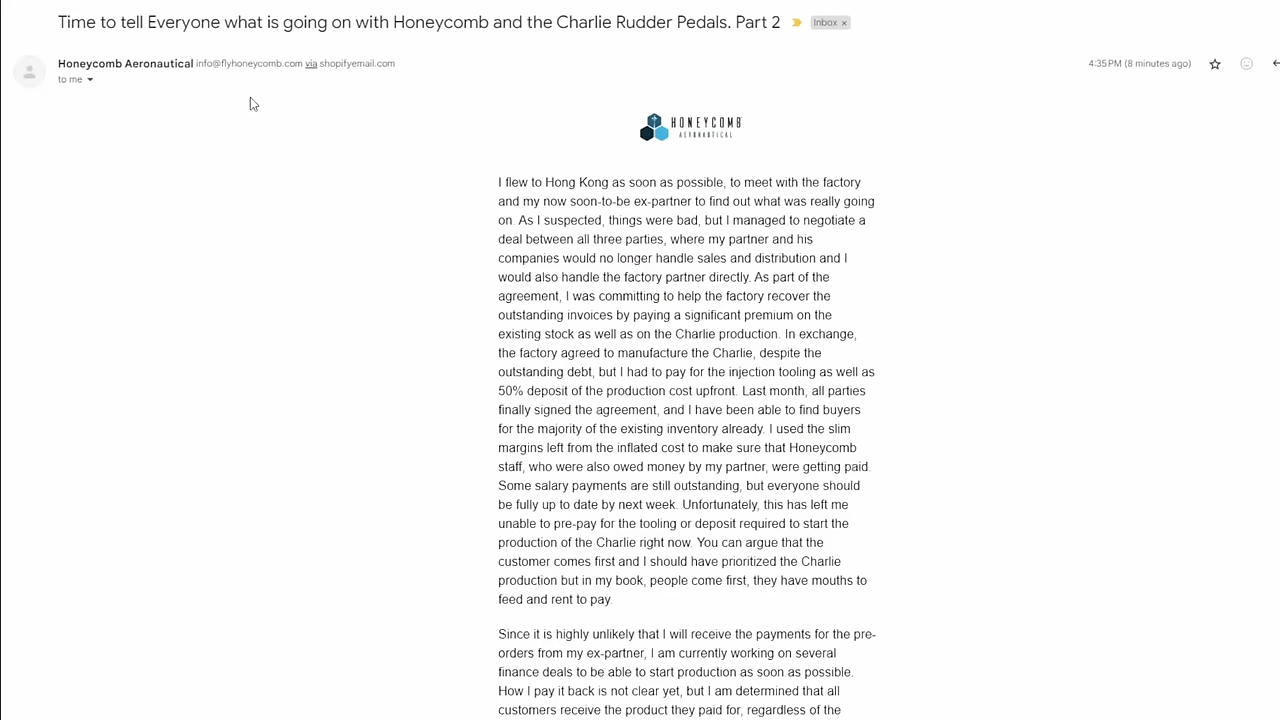 Time to tell Everyone what is going on with Honeycomb and the Charlie Rudder Pedals. Part 2
Inbox x
Honeycomb Aeronautical info@flyhoneycomb.com via shopifyemail.com
4:35 PM (8 minutes ago)
to me
HONEYCOMB
AERONAUTICAL
I flew to Hong Kong as soon as possible, to meet with the factory
and my now soon-to-be ex-partner to find out what was really going
on. As I suspected, things were bad, but I managed to negotiate a
deal between all three parties, where my partner and his
companies would no longer handle sales and distribution and I
would also handle the factory partner directly. As part of the
agreement, I was committing to help the factory recover the
outstanding invoices by paying a significant premium on the
existing stock as well as on the Charlie production. In exchange,
the factory agreed to manufacture the Charlie, despite the
outstanding debt, but I had to pay for the injection tooling as well as
50% deposit of the production cost upfront. Last month, all parties
finally signed the agreement, and I have been able to find buyers
for the majority of the existing inventory already. I used the slim
margins left from the inflated cost to make sure that Honeycomb
staff, who were also owed money by my partner, were getting paid.
Some salary payments are still outstanding, but everyone should
be fully up to date by next week. Unfortunately, this has left me
unable to pre-pay for the tooling or deposit required to start the
production of the Charlie right now. You can argue that the
customer comes first and I should have prioritized the Charlie
production but in my book, people come first, they have mouths to
feed and rent to pay.
Since it is highly unlikely that I will receive the payments for the pre-
orders from my ex-partner, I am currently working on several
finance deals to be able to start production as soon as possible.
How I pay it back is not clear yet, but I am determined that all
customers receive the product they paid for, regardless of the